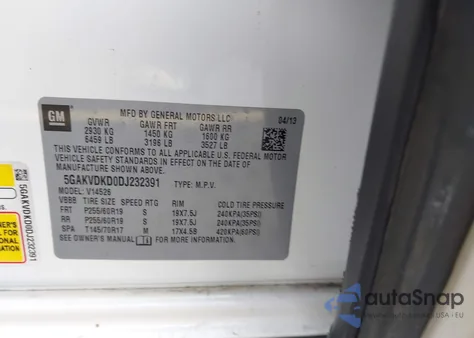 GM
MFD BY GENERAL MOTORS LLC
04/13
GVWR GAWR FRT GAWR RR
2930 KG 1450 KG 1600 KG
6459 LB 3196 LB 3527 LB
THIS VEHICLE CONFORMS TO ALL APPLICABLE U.S. FEDERAL
MOTOR VEHICLE SAFETY STANDARDS IN EFFECT ON THE DATE OF
MANUFACTURE SHOWN ABOVE.
5GAKVDKD0DJ232391 TYPE: M.P.V.
MODEL: V14526
TIRE SIZE SPEED RTG RIM COLD TIRE PRESSURE
FRT P255/60R19 S 19X7.5J 240KPA(35PSI)
RR P255/60R19 S 19X7.5J 240KPA(35PSI)
SPA T145/70R17 M 17X4.5B 420KPA(60PSI)
SEE OWNER'S MANUAL FOR MORE INFORMATION.
5GAKVDKD0DJ232391
autoSnap